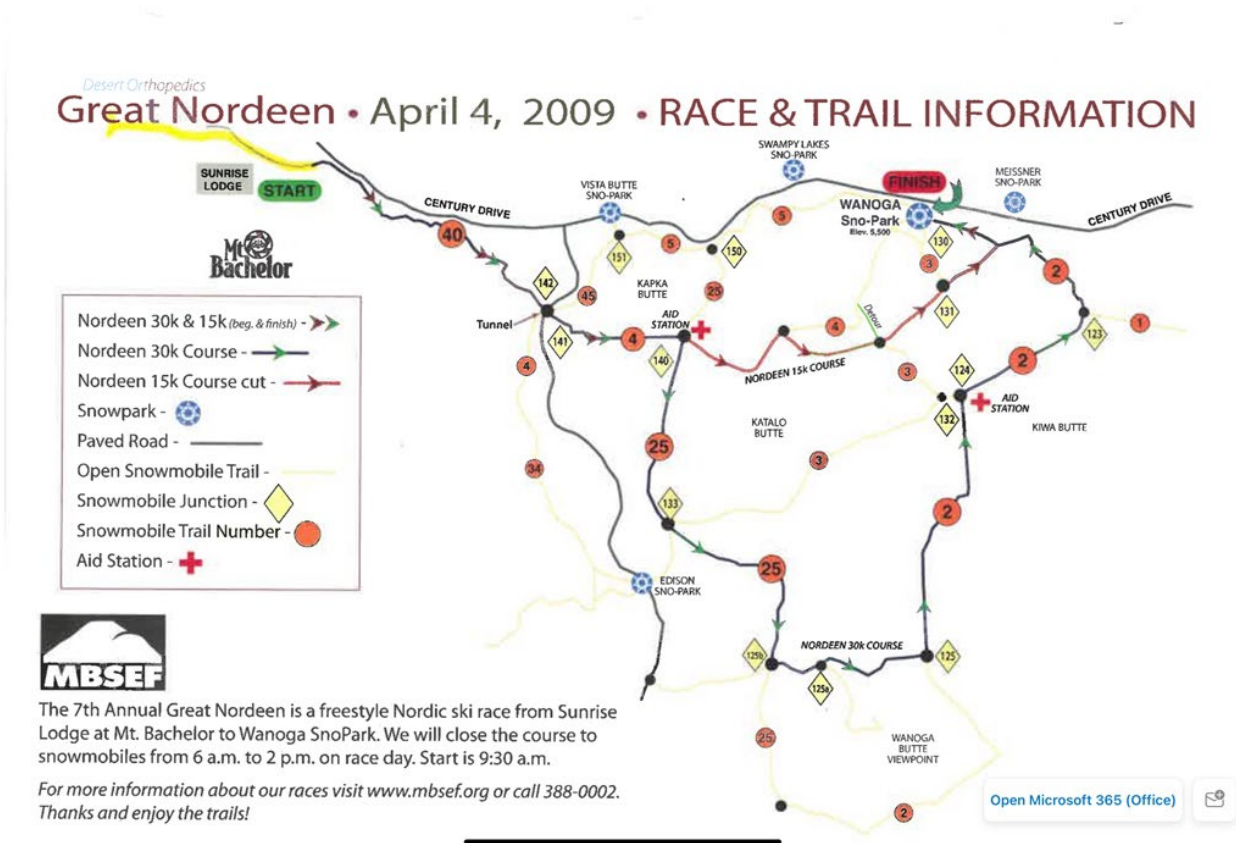 Desert Orthopedics
Great Nordeen • April 4, 2009 • RACE & TRAIL INFORMATION
SUNRISE
LODGE
START
CENTURY DRIVE
VISTA BUTTE
SNO-PARK
SWAMPY LAKES
SNO-PARK
FINISH
WANOGA
Sno-Park
Elev. 5,500
MEISSNER
SNO-PARK
CENTURY DRIVE
Mt
Bachelor
40
142
151
5
150
5
130
3
2
45
KAPKA
BUTTE
25
131
Tunnel
141
4
AID
STATION
140
4
Detour
123
1
4
NORDEEN 15k COURSE
3
124
2
132
AID
STATION
KIWA BUTTE
KATALO
BUTTE
25
34
3
133
2
25
EDISON
SNO-PARK
125b
NORDEEN 30k COURSE
125a
125
25
WANOGA
BUTTE
VIEWPOINT
2
Nordeen 30k & 15k (beg. & finish) -
Nordeen 30k Course -
Nordeen 15k Course cut -
Snowpark -
Paved Road -
Open Snowmobile Trail -
Snowmobile Junction -
Snowmobile Trail Number -
Aid Station -
MBSEF
The 7th Annual Great Nordeen is a freestyle Nordic ski race from Sunrise
Lodge at Mt. Bachelor to Wanoga SnoPark. We will close the course to
snowmobiles from 6 a.m. to 2 p.m. on race day. Start is 9:30 a.m.
For more information about our races visit www.mbsef.org or call 388-0002.
Thanks and enjoy the trails!
Open Microsoft 365 (Office)